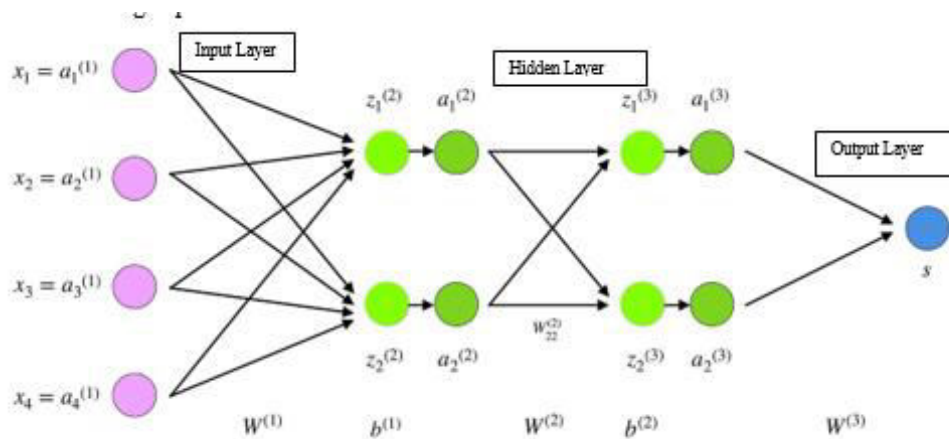 Input Layer
Hidden Layer
Output Layer
x₁ = a₁⁽¹⁾
x₂ = a₂⁽¹⁾
x₃ = a₃⁽¹⁾
x₄ = a₄⁽¹⁾
z₁⁽²⁾ a₁⁽²⁾ z₁⁽³⁾ a₁⁽³⁾
s
W₂₂⁽²⁾
z₂⁽²⁾ a₂⁽²⁾ z₂⁽³⁾ a₂⁽³⁾
W⁽¹⁾ b⁽¹⁾ W⁽²⁾ b⁽²⁾ W⁽³⁾